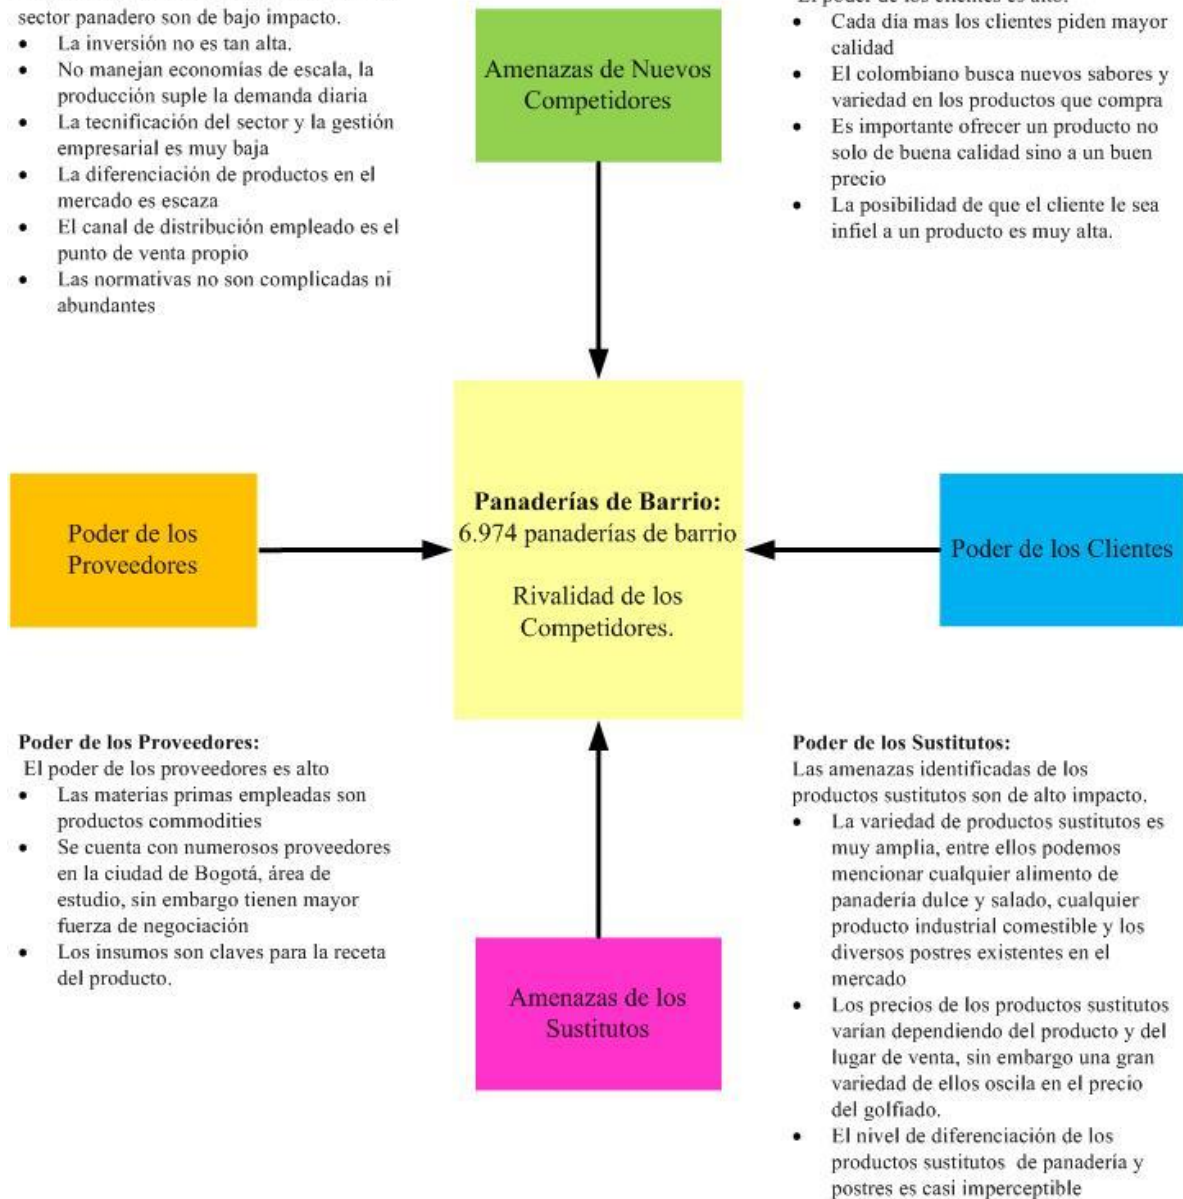 sector panadero son de bajo impacto.
• La inversión no es tan alta.
• No manejan economías de escala, la
producción suple la demanda diaria
• La tecnificación del sector y la gestión
empresarial es muy baja
• La diferenciación de productos en el
mercado es escaza
• El canal de distribución empleado es el
punto de venta propio
• Las normativas no son complicadas ni
abundantes
Amenazas de Nuevos
Competidores
El poder de los clientes es alto.
• Cada día mas los clientes piden mayor
calidad
• El colombiano busca nuevos sabores y
variedad en los productos que compra
• Es importante ofrecer un producto no
solo de buena calidad sino a un buen
precio
• La posibilidad de que el cliente le sea
infiel a un producto es muy alta.
Poder de los
Proveedores
Panaderías de Barrio:
6.974 panaderías de barrio
Rivalidad de los
Competidores.
Poder de los Clientes
Poder de los Proveedores:
El poder de los proveedores es alto
• Las materias primas empleadas son
productos commodities
• Se cuenta con numerosos proveedores
en la ciudad de Bogotá, área de
estudio, sin embargo tienen mayor
fuerza de negociación
• Los insumos son claves para la receta
del producto.
Amenazas de los
Sustitutos
Poder de los Sustitutos:
Las amenazas identificadas de los
productos sustitutos son de alto impacto.
• La variedad de productos sustitutos es
muy amplia, entre ellos podemos
mencionar cualquier alimento de
panadería dulce y salado, cualquier
producto industrial comestible y los
diversos postres existentes en el
mercado
• Los precios de los productos sustitutos
varían dependiendo del producto y del
lugar de venta, sin embargo una gran
variedad de ellos oscila en el precio
del golfiado.
• El nivel de diferenciación de los
productos sustitutos de panadería y
postres es casi imperceptible